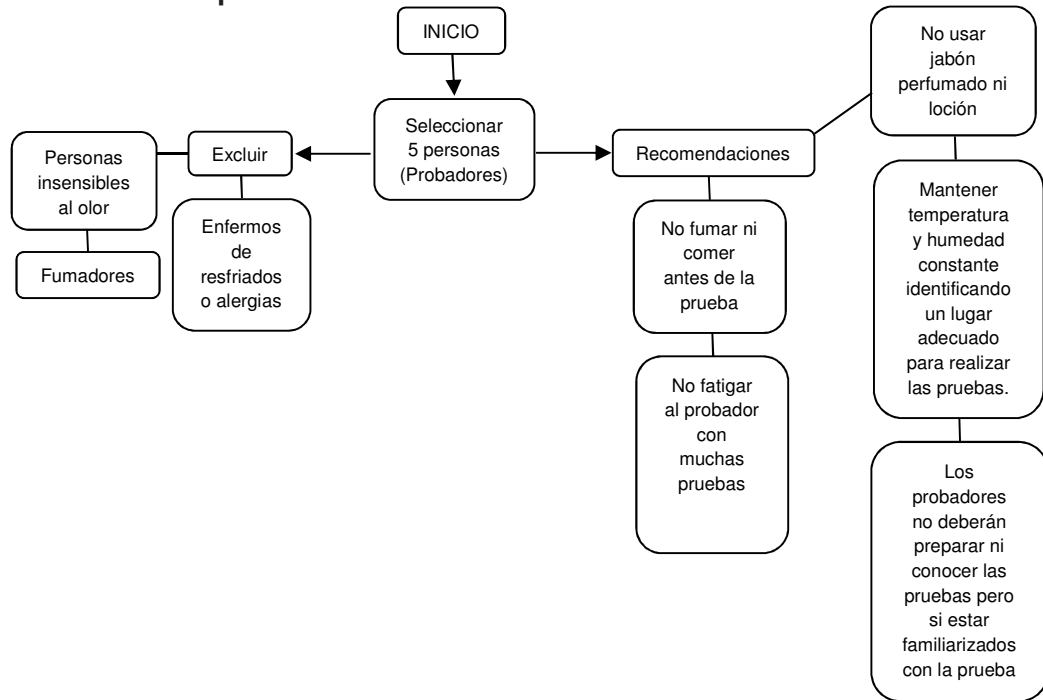 INICIO
Seleccionar
5 personas
(Probadores)
Excluir
Personas
insensibles
al olor
Fumadores
Enfermos
de
resfriados
o alergias
Recomendaciones
No fumar ni
comer
antes de la
prueba
No fatigar
al probador
con
muchas
pruebas
No usar
jabón
perfumado ni
loción
Mantener
temperatura
y humedad
constante
identificando
un lugar
adecuado
para realizar
las pruebas.
Los
probadores
no deberán
preparar ni
conocer las
pruebas pero
si estar
familiarizados
con la prueba